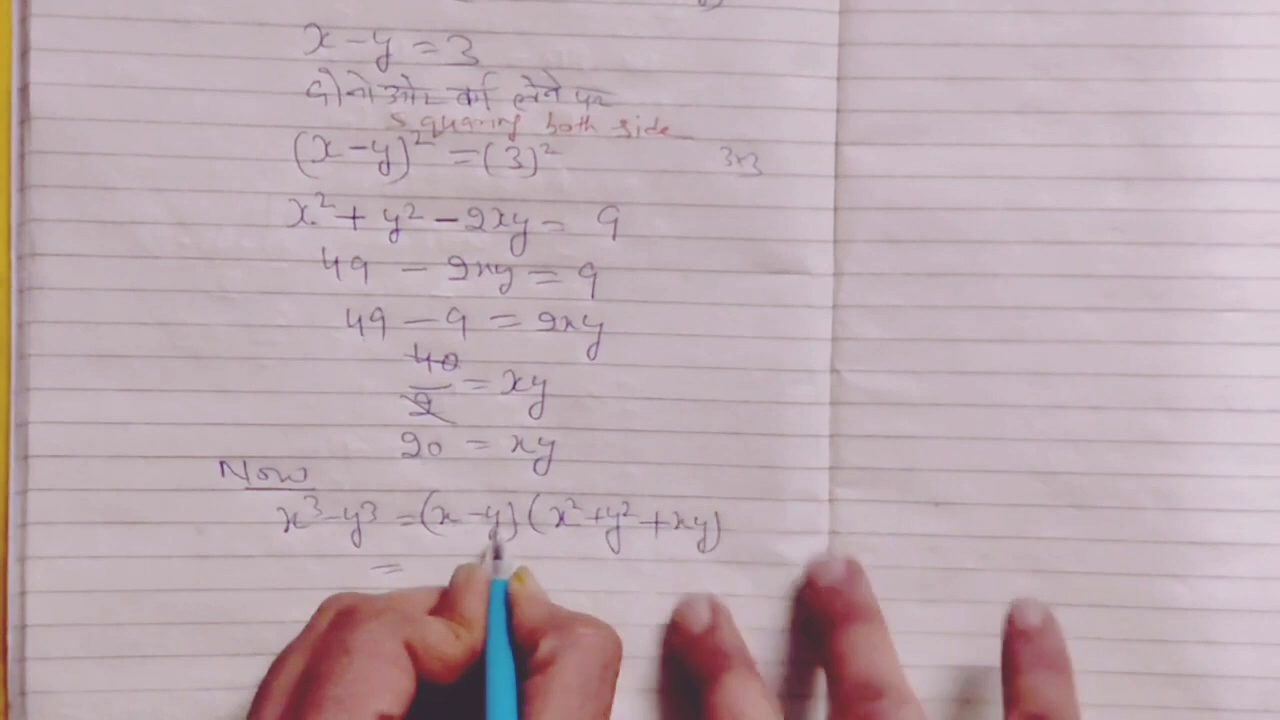 x - y = 3
दोनो ओर वर्ग लेने पर
squaring both side
(x - y)² = (3)²
3×3
x² + y² - 2xy = 9
49 - 2xy = 9
49 - 9 = 2xy
40/2 = xy
20 = xy
Now
x³ - y³ = (x - y) (x² + y² + xy)
=